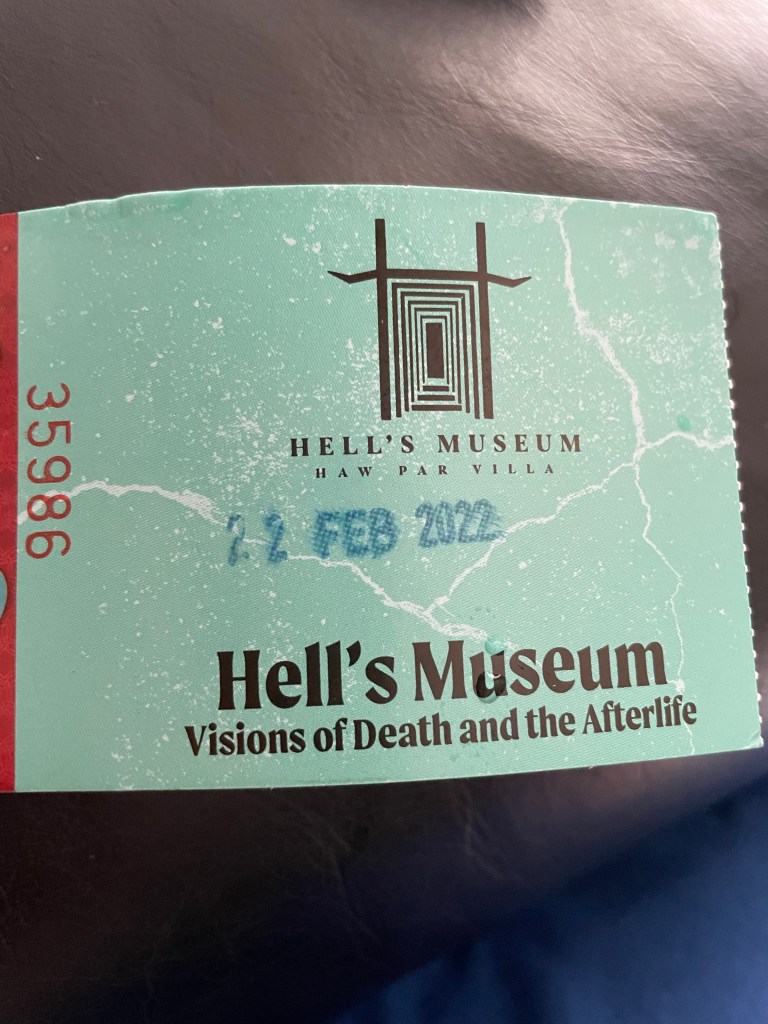 HELL'S MUSEUM
HAW PAR VILLA
22 FEB 2022
Hell's Museum
Visions of Death and the Afterlife
35986